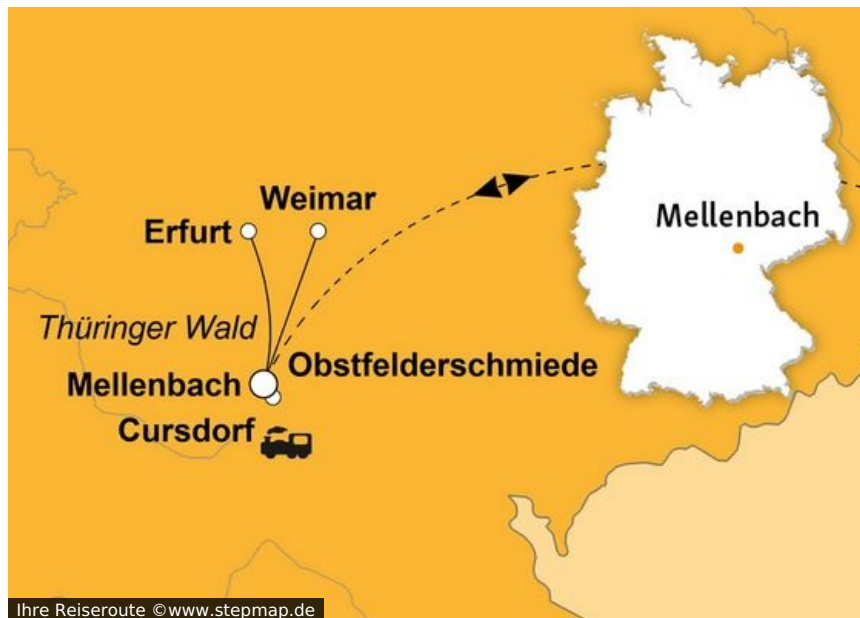 Weimar
Erfurt
Mellenbach
Thüringer Wald
Obstfelderschmiede
Mellenbach
Cursdorf
Ihre Reiseroute ©www.stepmap.de